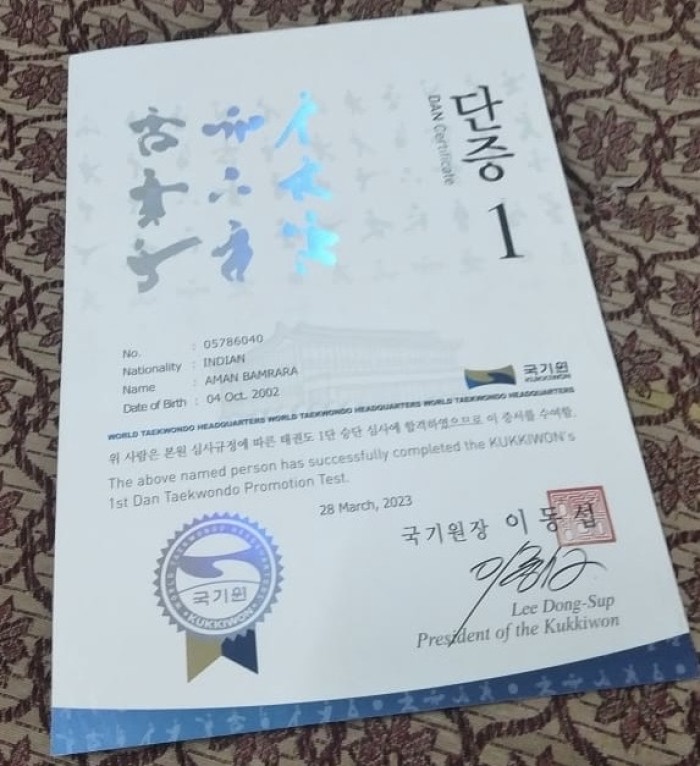 단증
DAN Certificate
1
No. : 05786040
Nationality : INDIAN
Name : AMAN BAMRARA
Date of Birth : 04 Oct. 2002
국기원
KUKKIWON
WORLD TAEKWONDO HEADQUARTERS WORLD TAEKWONDO HEADQUARTERS WORLD TAEKWONDO HEADQUARTERS
위 사람은 본원 심사규정에 따른 태권도 1단 승단 심사에 합격하였으므로 이 증서를 수여함.
The above named person has successfully completed the KUKKIWON's
1st Dan Taekwondo Promotion Test.
28 March, 2023
국기원장 이동섭
Lee Dong-Sup
President of the Kukkiwon
WORLD TAEKWONDO HEADQUARTERS
국기원
KUKKIWON